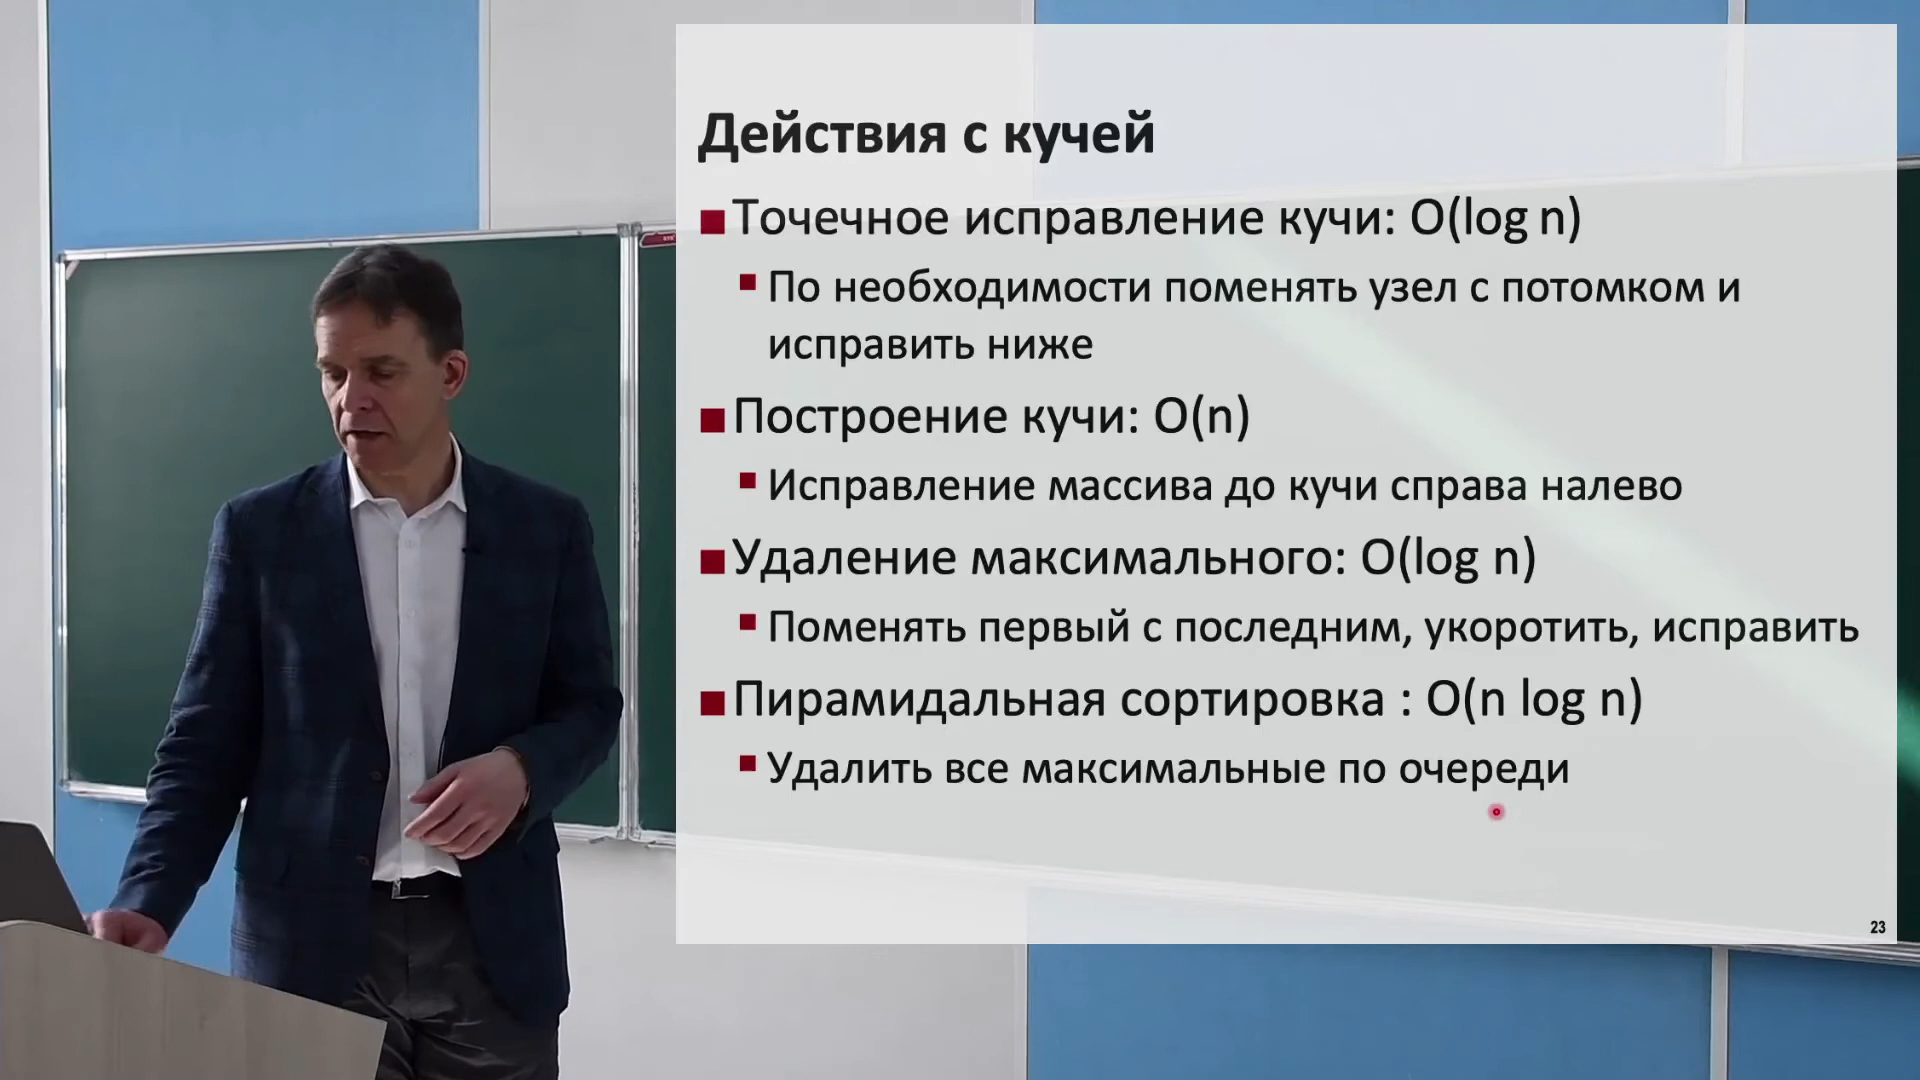 Действия с кучей
Точечное исправление кучи: O(log n)
По необходимости поменять узел с потомком и
исправить ниже
Построение кучи: O(n)
Исправление массива до кучи справа налево
Удаление максимального: O(log n)
Поменять первый с последним, укоротить, исправить
Пирамидальная сортировка : O(n log n)
Удалить все максимальные по очереди
23